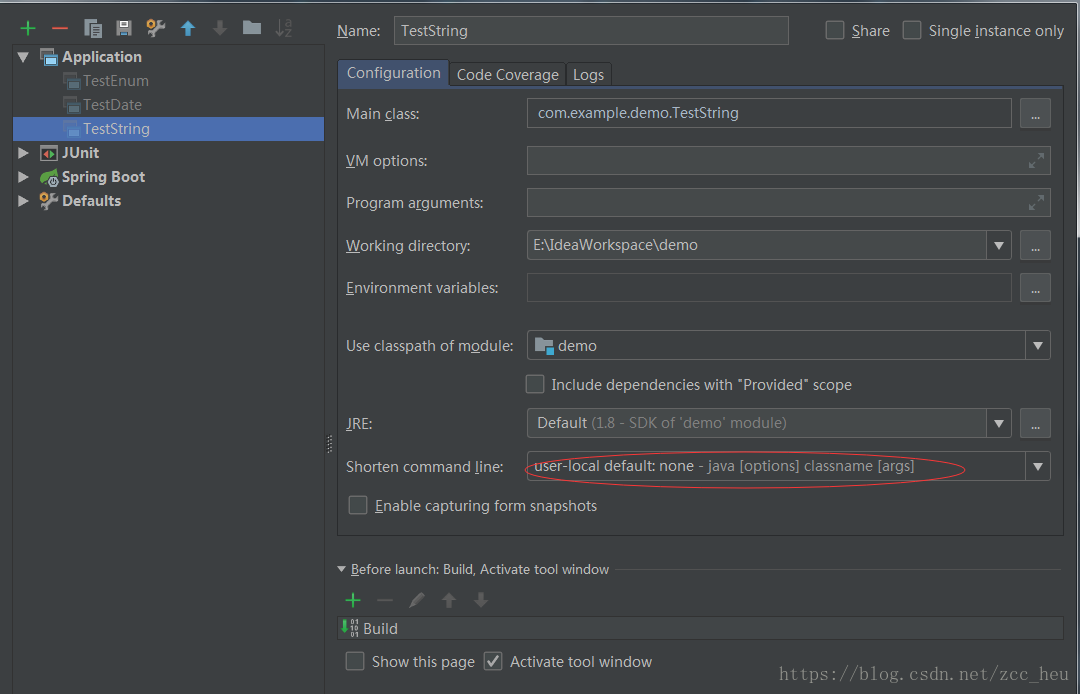 Name: TestString Share Single instance only
Application
TestEnum
TestDate
TestString
JUnit
Spring Boot
Defaults
Configuration Code Coverage Logs
Main class: com.example.demo.TestString ...
VM options:
Program arguments:
Working directory: E:\IdeaWorkspace\demo ...
Environment variables: ...
Use classpath of module: demo
Include dependencies with "Provided" scope
JRE: Default (1.8 - SDK of 'demo' module) ...
Shorten command line: user-local default: none - java [options] classname [args]
Enable capturing form snapshots
Before launch: Build, Activate tool window
Build
Show this page Activate tool window
https://blog.csdn.net/zcc_heu